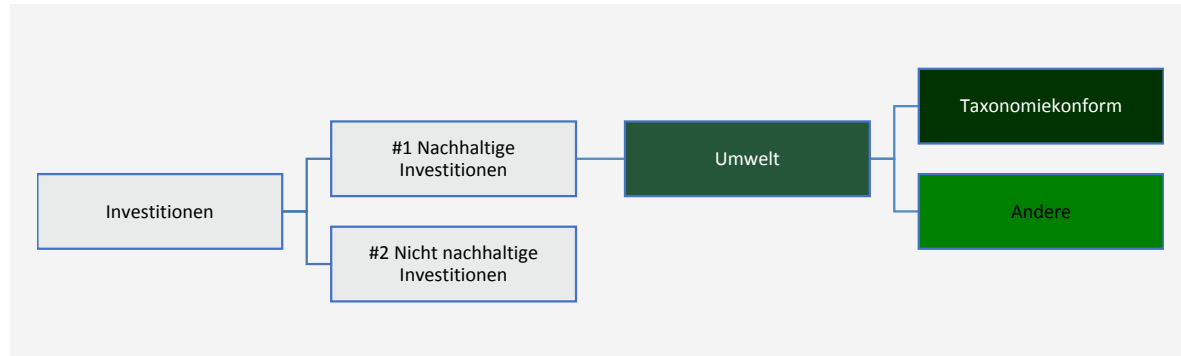 Investitionen
#1 Nachhaltige
Investitionen
#2 Nicht nachhaltige
Investitionen
Umwelt
Taxonomiekonform
Andere